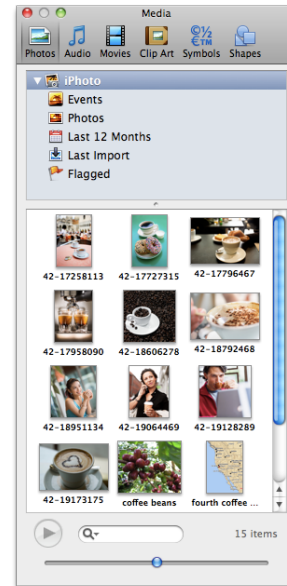 Media
Photos Audio Movies Clip Art Symbols Shapes
iPhoto
Events
Photos
Last 12 Months
Last Import
Flagged
42-17258113 42-17727315 42-17796467
42-17958090 42-18606278 42-18792468
42-18951134 42-19064469 42-19128289
42-19173175 coffee beans fourth coffee ...
15 items